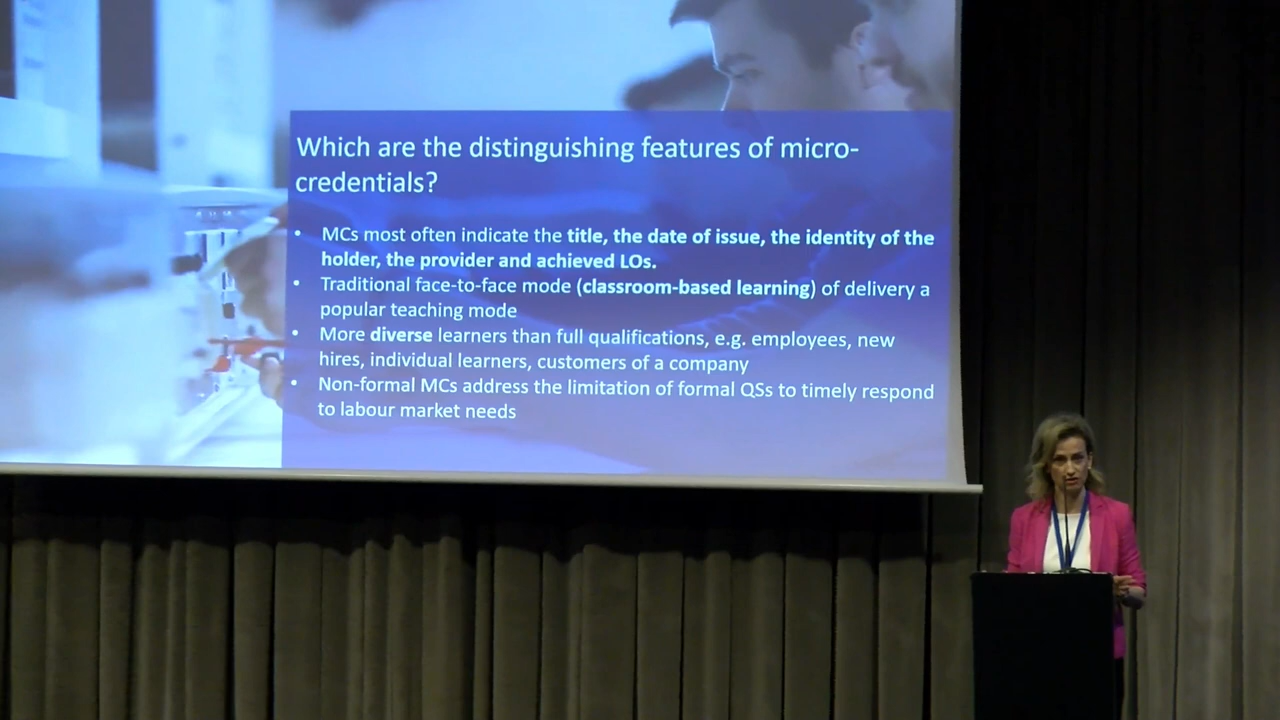 Which are the distinguishing features of micro-
credentials?
• MCs most often indicate the title, the date of issue, the identity of the
holder, the provider and achieved LOs.
• Traditional face-to-face mode (classroom-based learning) of delivery a
popular teaching mode
• More diverse learners than full qualifications, e.g. employees, new
hires, individual learners, customers of a company
• Non-formal MCs address the limitation of formal QSs to timely respond
to labour market needs